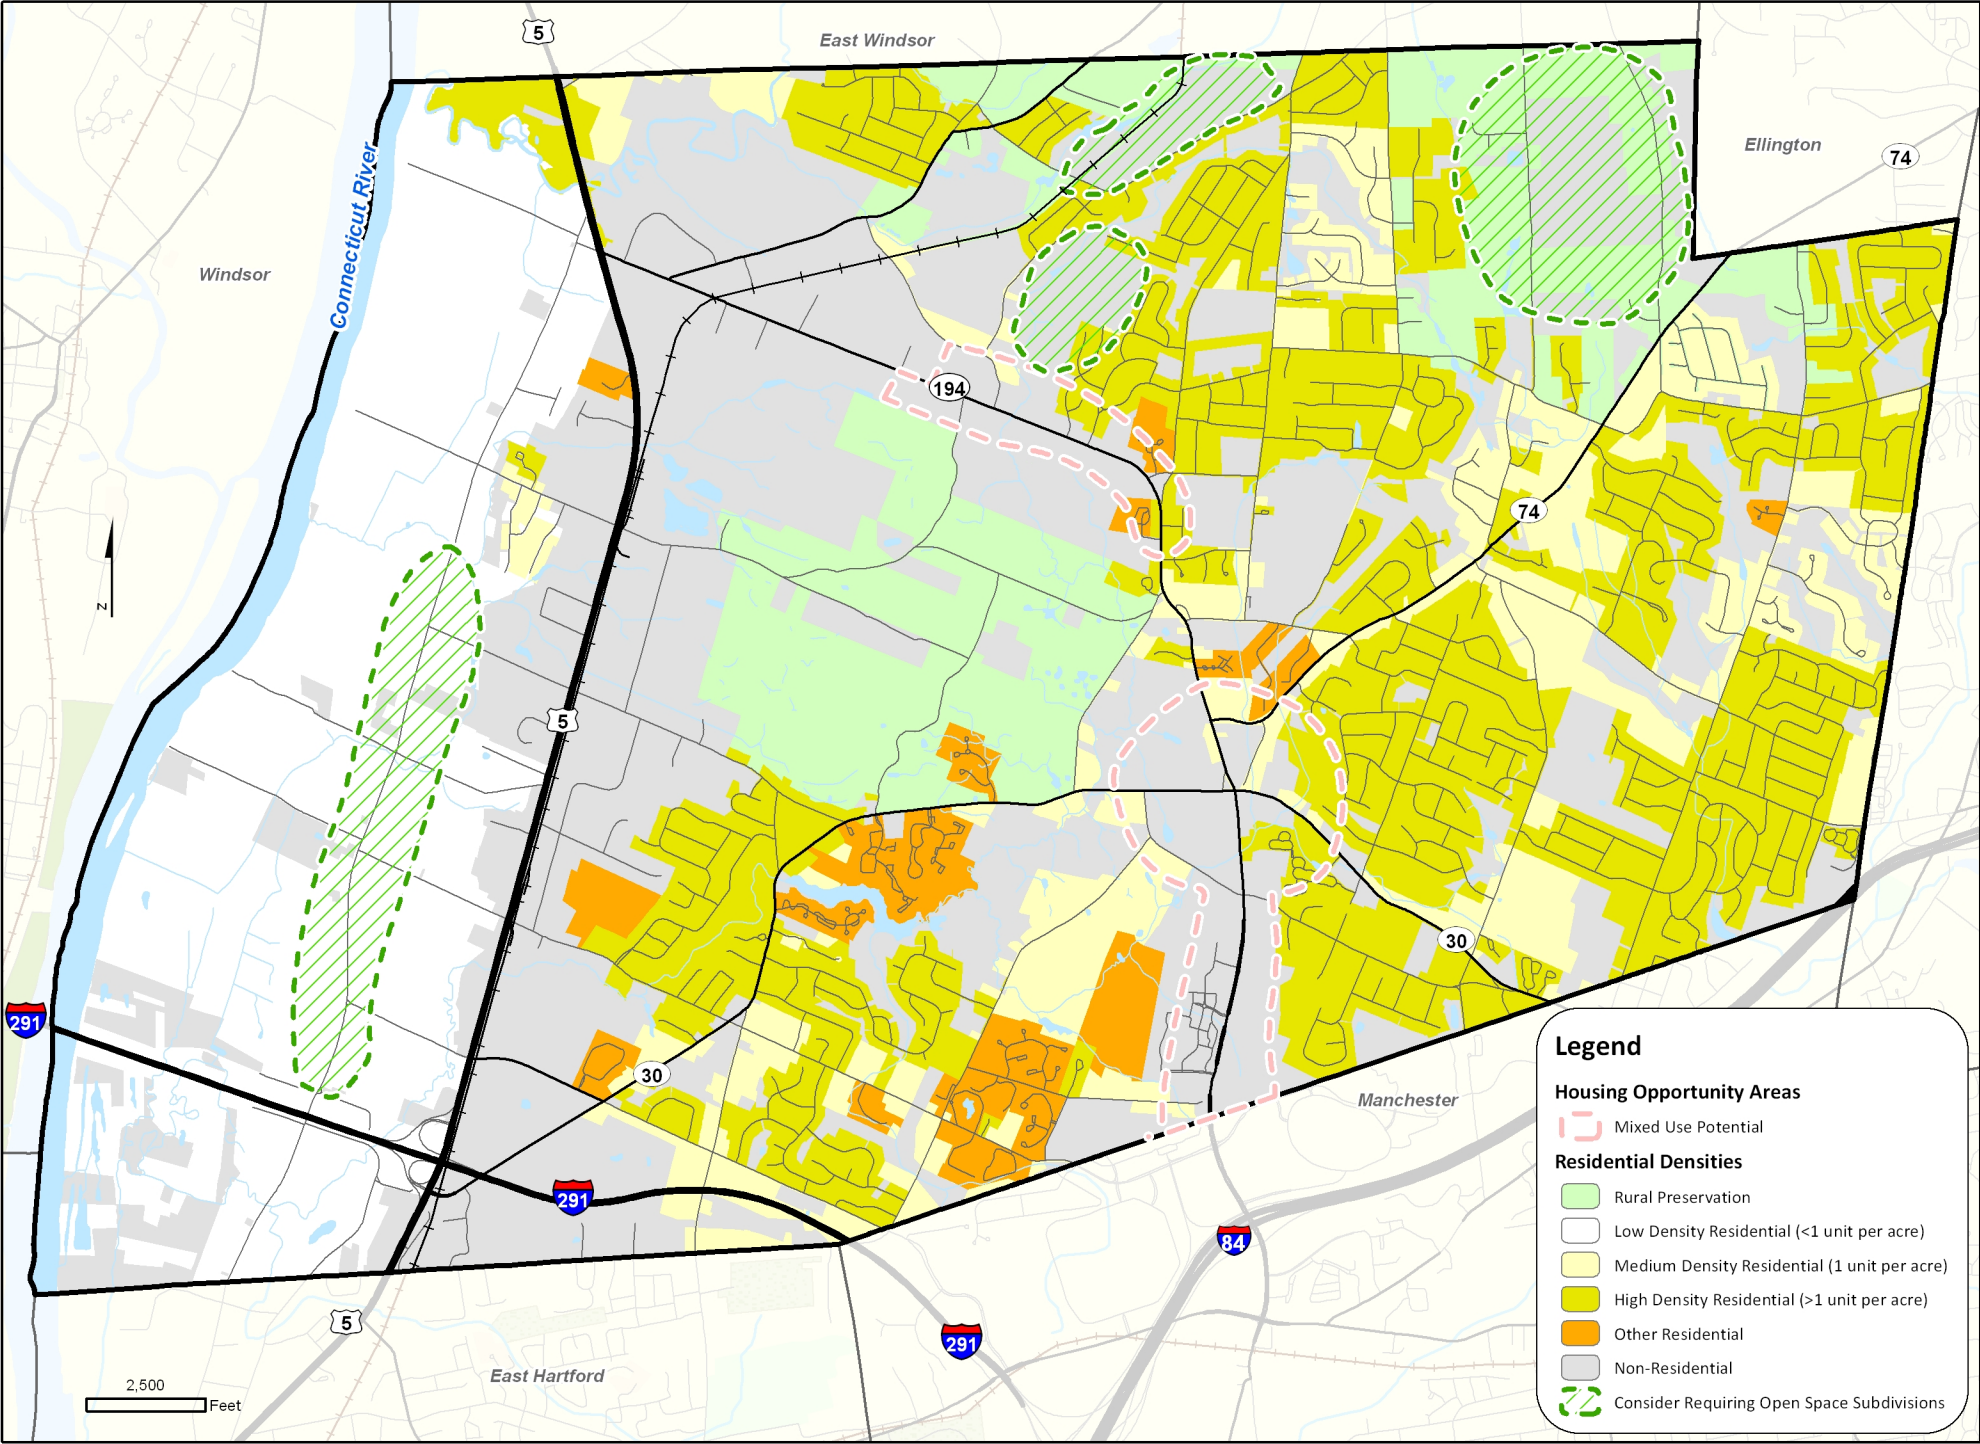 5
East Windsor
Ellington
74
Connecticut River
Windsor
194
74
N
5
30
291
30
Manchester
291
84
5
291
East Hartford
2,500
Feet
Legend
Housing Opportunity Areas
Mixed Use Potential
Residential Densities
Rural Preservation
Low Density Residential (<1 unit per acre)
Medium Density Residential (1 unit per acre)
High Density Residential (>1 unit per acre)
Other Residential
Non-Residential
Consider Requiring Open Space Subdivisions